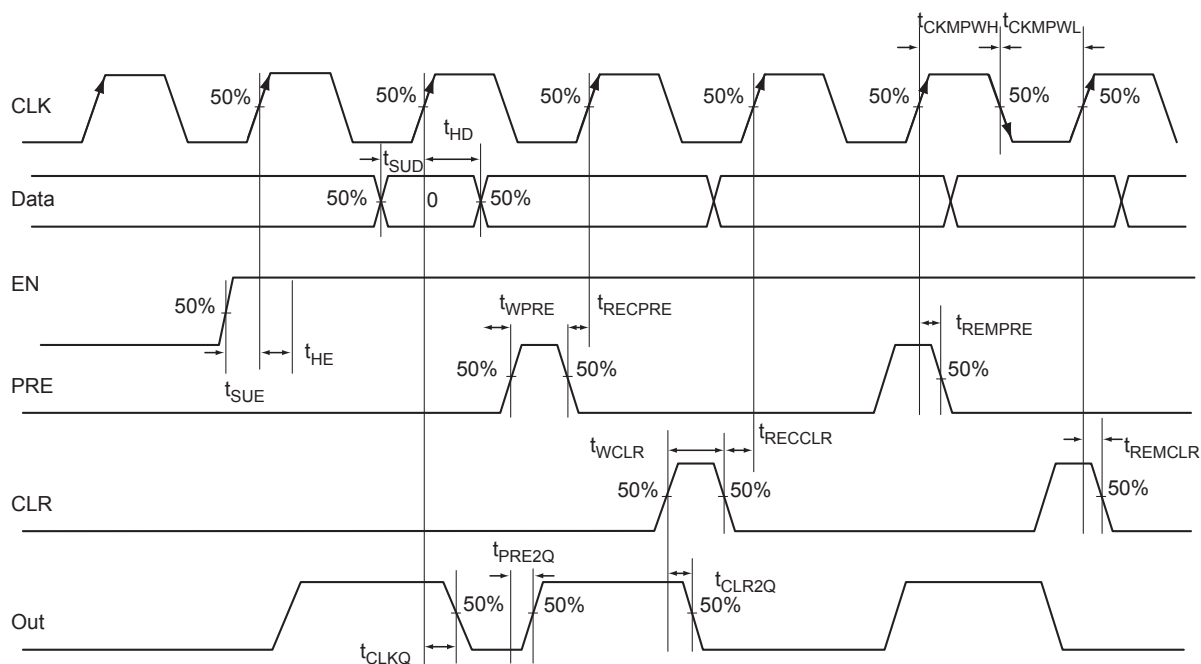 tCKMPWH tCKMPWL
CLK
50% 50% 50% 50% 50% 50% 50%
tHD
tSUD
Data
50% 0 50%
EN
50%
tWPRE tRECPRE
tREMPRE
tHE
tSUE
PRE
50% 50% 50%
tWCLR tRECCLR
tREMCLR
CLR
50% 50% 50%
tPRE2Q
tCLR2Q
Out
50% 50% 50%
tCLKQ